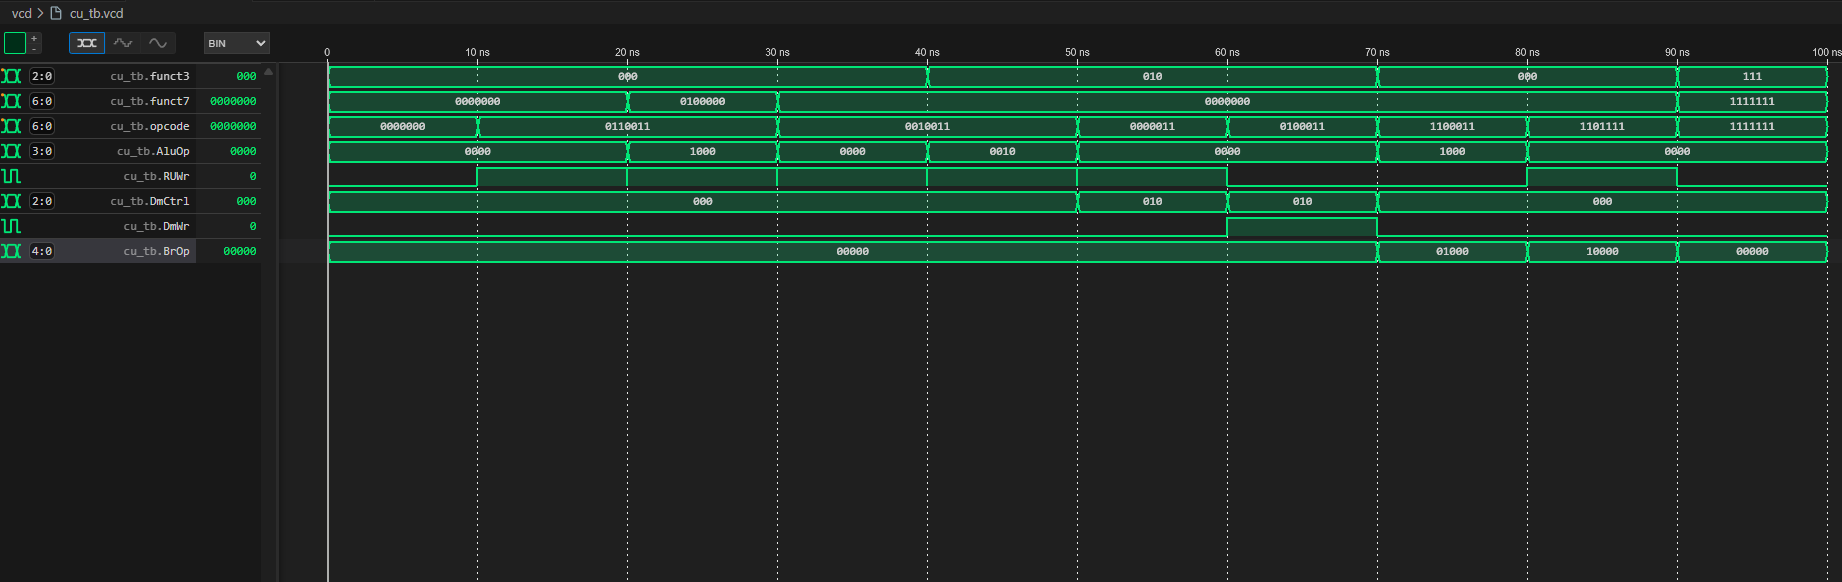 vcd > cu_tb.vcd
+
-
BIN
0 10 ns 20 ns 30 ns 40 ns 50 ns 60 ns 70 ns 80 ns 90 ns 100 ns
2:0 cu_tb.funct3 000 000 010 000 111
6:0 cu_tb.funct7 0000000 0000000 0100000 0000000 1111111
6:0 cu_tb.opcode 0000000 0000000 0110011 0010011 0000011 0100011 1100011 1101111 1111111
3:0 cu_tb.AluOp 0000 0000 1000 0000 0010 0000 1000 0000
cu_tb.RUWr 0
2:0 cu_tb.DmCtrl 000 000 010 010 000
cu_tb.DmWr 0
4:0 cu_tb.BrOp 00000 00000 01000 10000 00000